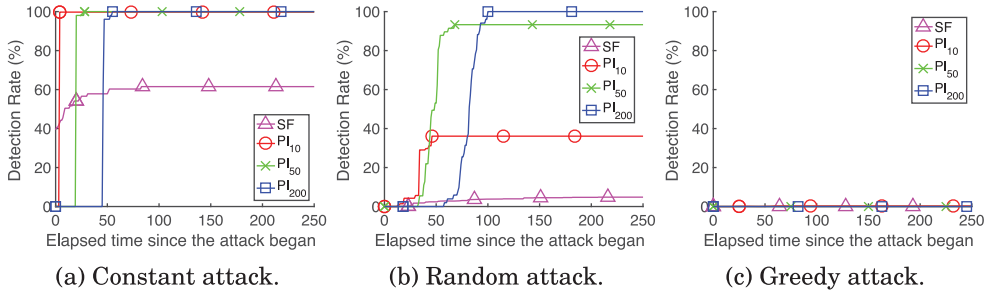 Detection Rate (%)
100
80
60
40
20
0
SF
PI10
PI50
PI200
0 50 100 150 200 250
Elapsed time since the attack began
(a) Constant attack.
Detection Rate (%)
100
80
60
40
20
0
SF
PI10
PI50
PI200
0 50 100 150 200 250
Elapsed time since the attack began
(b) Random attack.
Detection Rate (%)
100
80
60
40
20
0
SF
PI10
PI50
PI200
0 50 100 150 200 250
Elapsed time since the attack began
(c) Greedy attack.